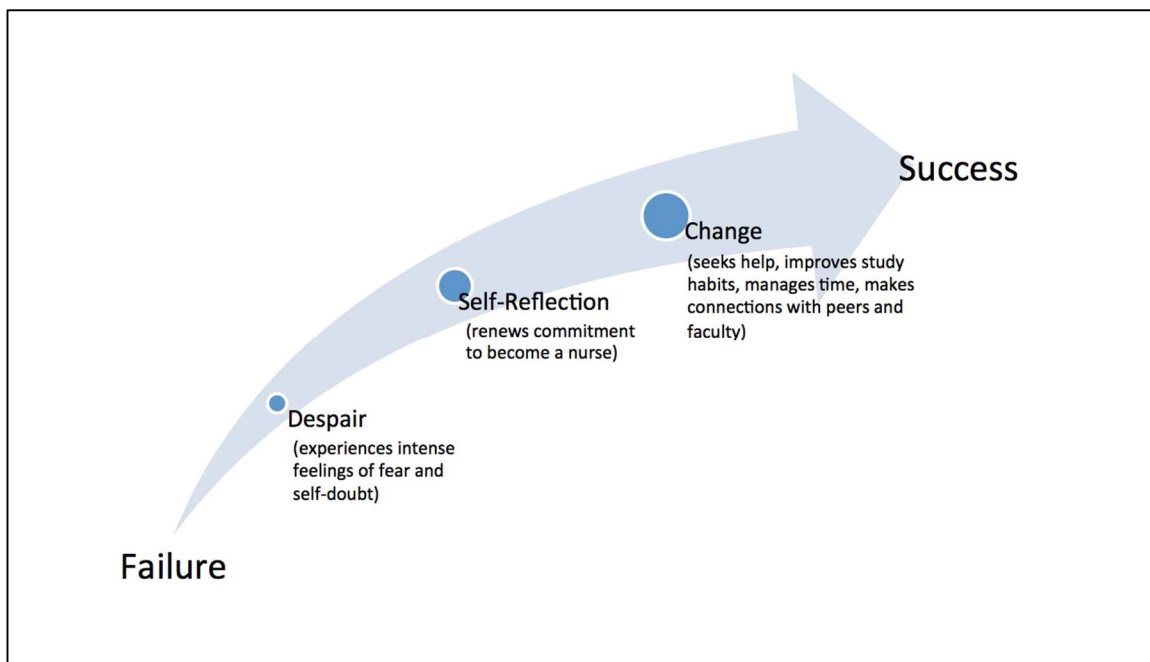 Success
Change
(seeks help, improves study
habits, manages time, makes
connections with peers and
faculty)
Self-Reflection
(renews commitment
to become a nurse)
Despair
(experiences intense
feelings of fear and
self-doubt)
Failure